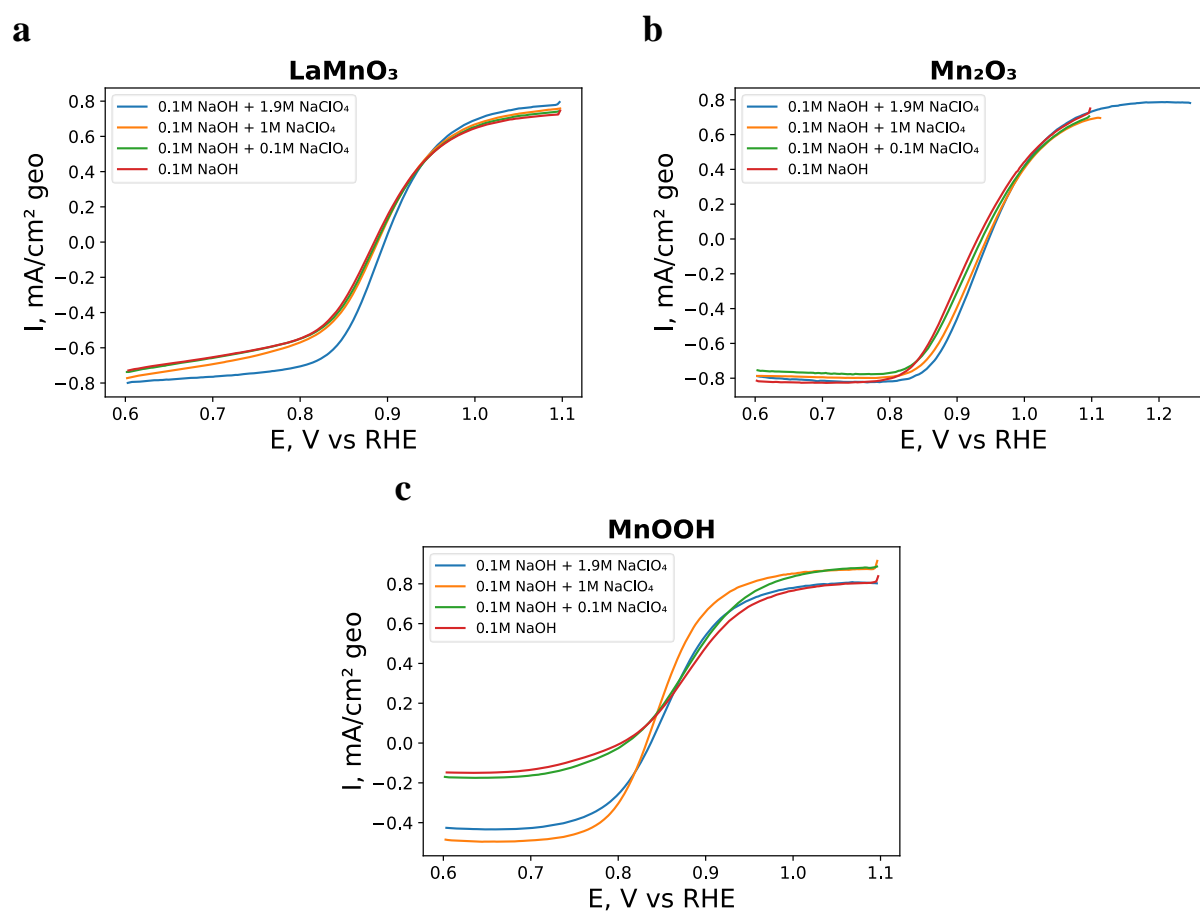 a
LaMnO₃
0.1M NaOH + 1.9M NaClO₄
0.1M NaOH + 1M NaClO₄
0.1M NaOH + 0.1M NaClO₄
0.1M NaOH
I, mA/cm² geo
0.8
0.6
0.4
0.2
0.0
−0.2
−0.4
−0.6
−0.8
0.6 0.7 0.8 0.9 1.0 1.1
E, V vs RHE
b
Mn₂O₃
0.1M NaOH + 1.9M NaClO₄
0.1M NaOH + 1M NaClO₄
0.1M NaOH + 0.1M NaClO₄
0.1M NaOH
I, mA/cm² geo
0.8
0.6
0.4
0.2
0.0
−0.2
−0.4
−0.6
−0.8
0.6 0.7 0.8 0.9 1.0 1.1 1.2
E, V vs RHE
c
MnOOH
0.1M NaOH + 1.9M NaClO₄
0.1M NaOH + 1M NaClO₄
0.1M NaOH + 0.1M NaClO₄
0.1M NaOH
I, mA/cm² geo
0.8
0.6
0.4
0.2
0.0
−0.2
−0.4
0.6 0.7 0.8 0.9 1.0 1.1
E, V vs RHE